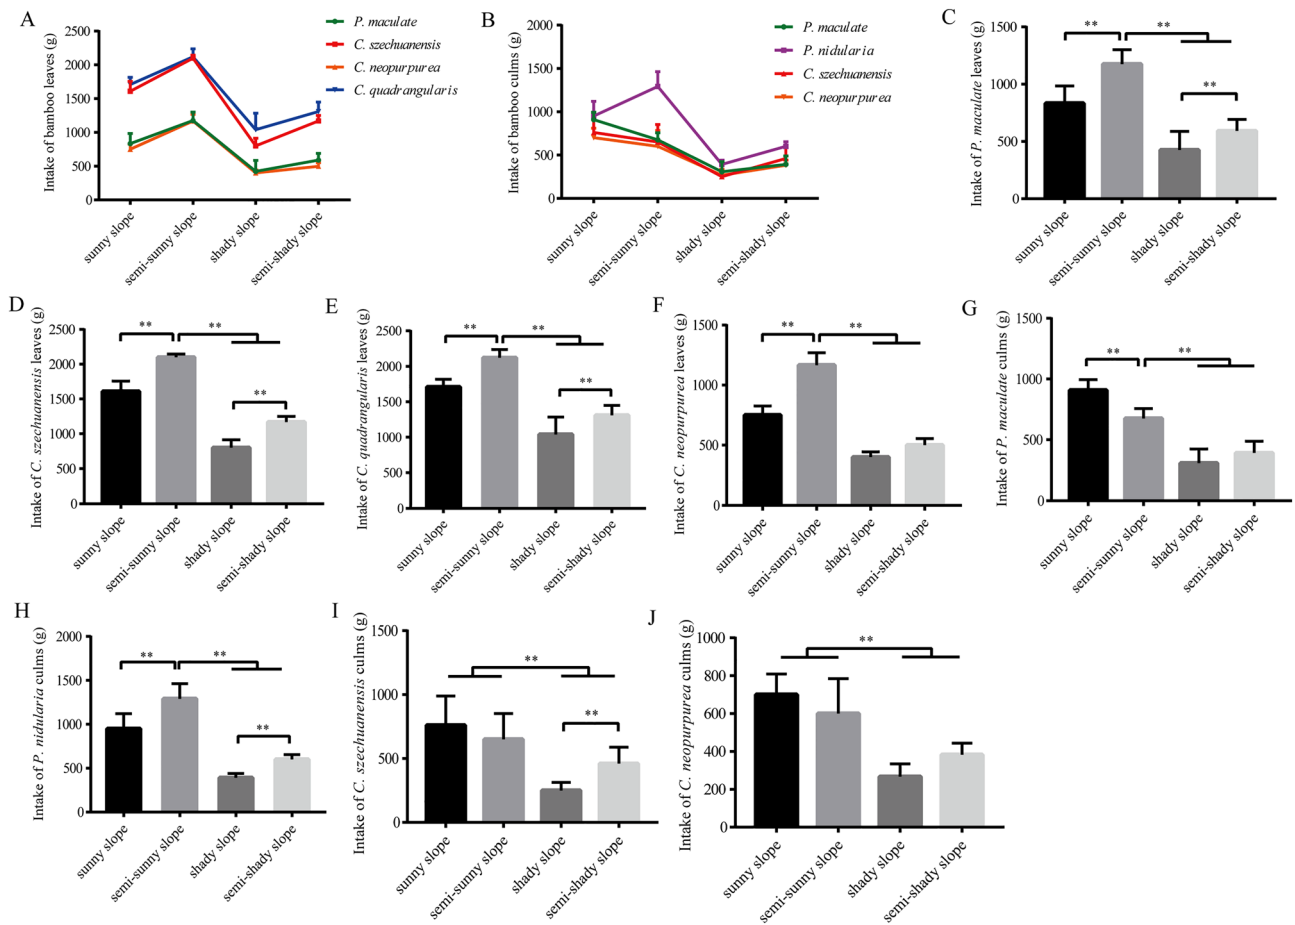 A
Intake of bamboo leaves (g)
2500
2000
1500
1000
500
0
sunny slope
semi-sunny slope
shady slope
semi-shady slope
P. maculate
C. szechuanensis
C. neopurpurea
C. quadrangularis
B
Intake of bamboo culms (g)
2000
1500
1000
500
0
sunny slope
semi-sunny slope
shady slope
semi-shady slope
P. maculate
P. nidularia
C. szechuanensis
C. neopurpurea
C
Intake of P. maculate leaves (g)
1500
1000
500
0
** **
**
sunny slope
semi-sunny slope
shady slope
semi-shady slope
D
Intake of C. szechuanensis leaves (g)
2500
2000
1500
1000
500
0
** **
**
sunny slope
semi-sunny slope
shady slope
semi-shady slope
E
Intake of C. quadrangularis leaves (g)
2500
2000
1500
1000
500
0
** **
**
sunny slope
semi-sunny slope
shady slope
semi-shady slope
F
Intake of C. neopurpurea leaves (g)
1500
1000
500
0
** **
sunny slope
semi-sunny slope
shady slope
semi-shady slope
G
Intake of P. maculate culms (g)
1500
1000
500
0
** **
sunny slope
semi-sunny slope
shady slope
semi-shady slope
H
Intake of P. nidularia culms (g)
2000
1500
1000
500
0
** **
**
sunny slope
semi-sunny slope
shady slope
semi-shady slope
I
Intake of C. szechuanensis culms (g)
1500
1000
500
0
**
**
sunny slope
semi-sunny slope
shady slope
semi-shady slope
J
Intake of C. neopurpurea culms (g)
1000
800
600
400
200
0
**
sunny slope
semi-sunny slope
shady slope
semi-shady slope